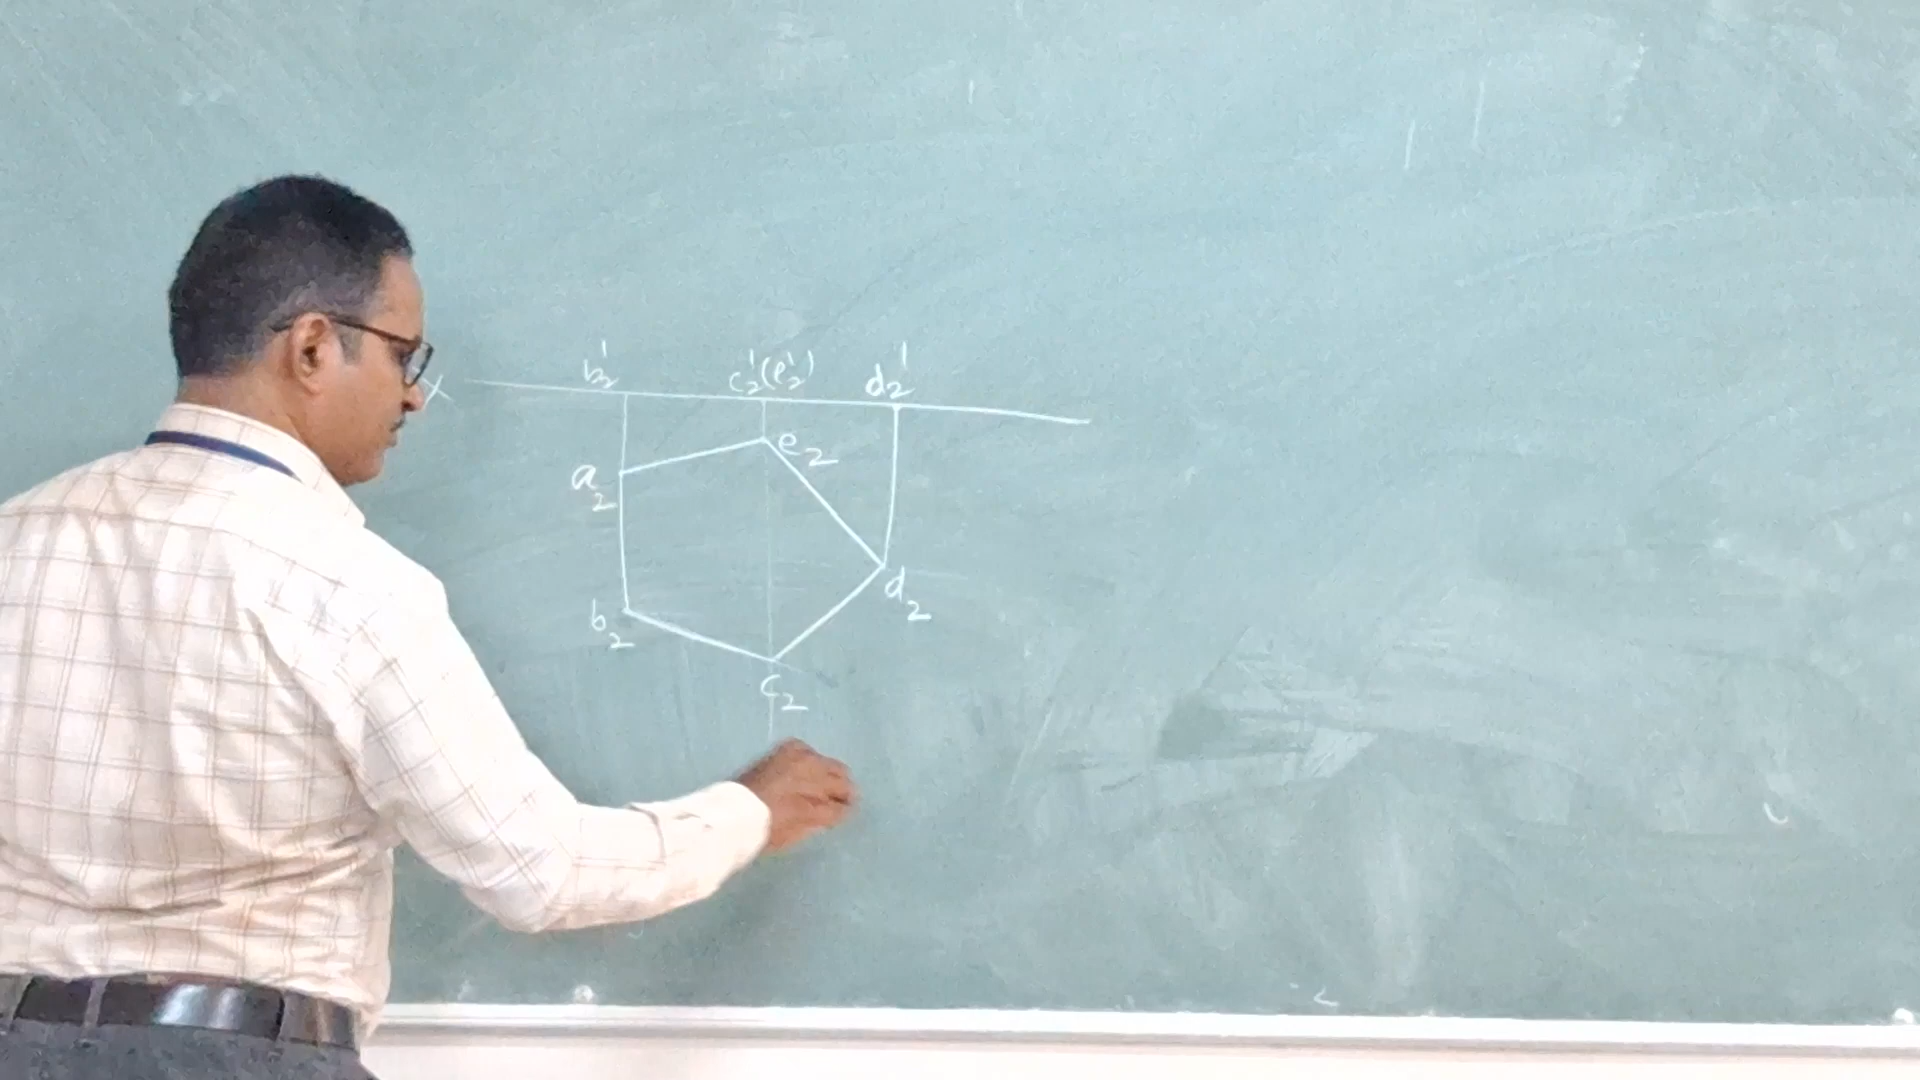 X b₂' c₂'(e₂') d₂'
e₂
a₂
d₂
b₂
c₂